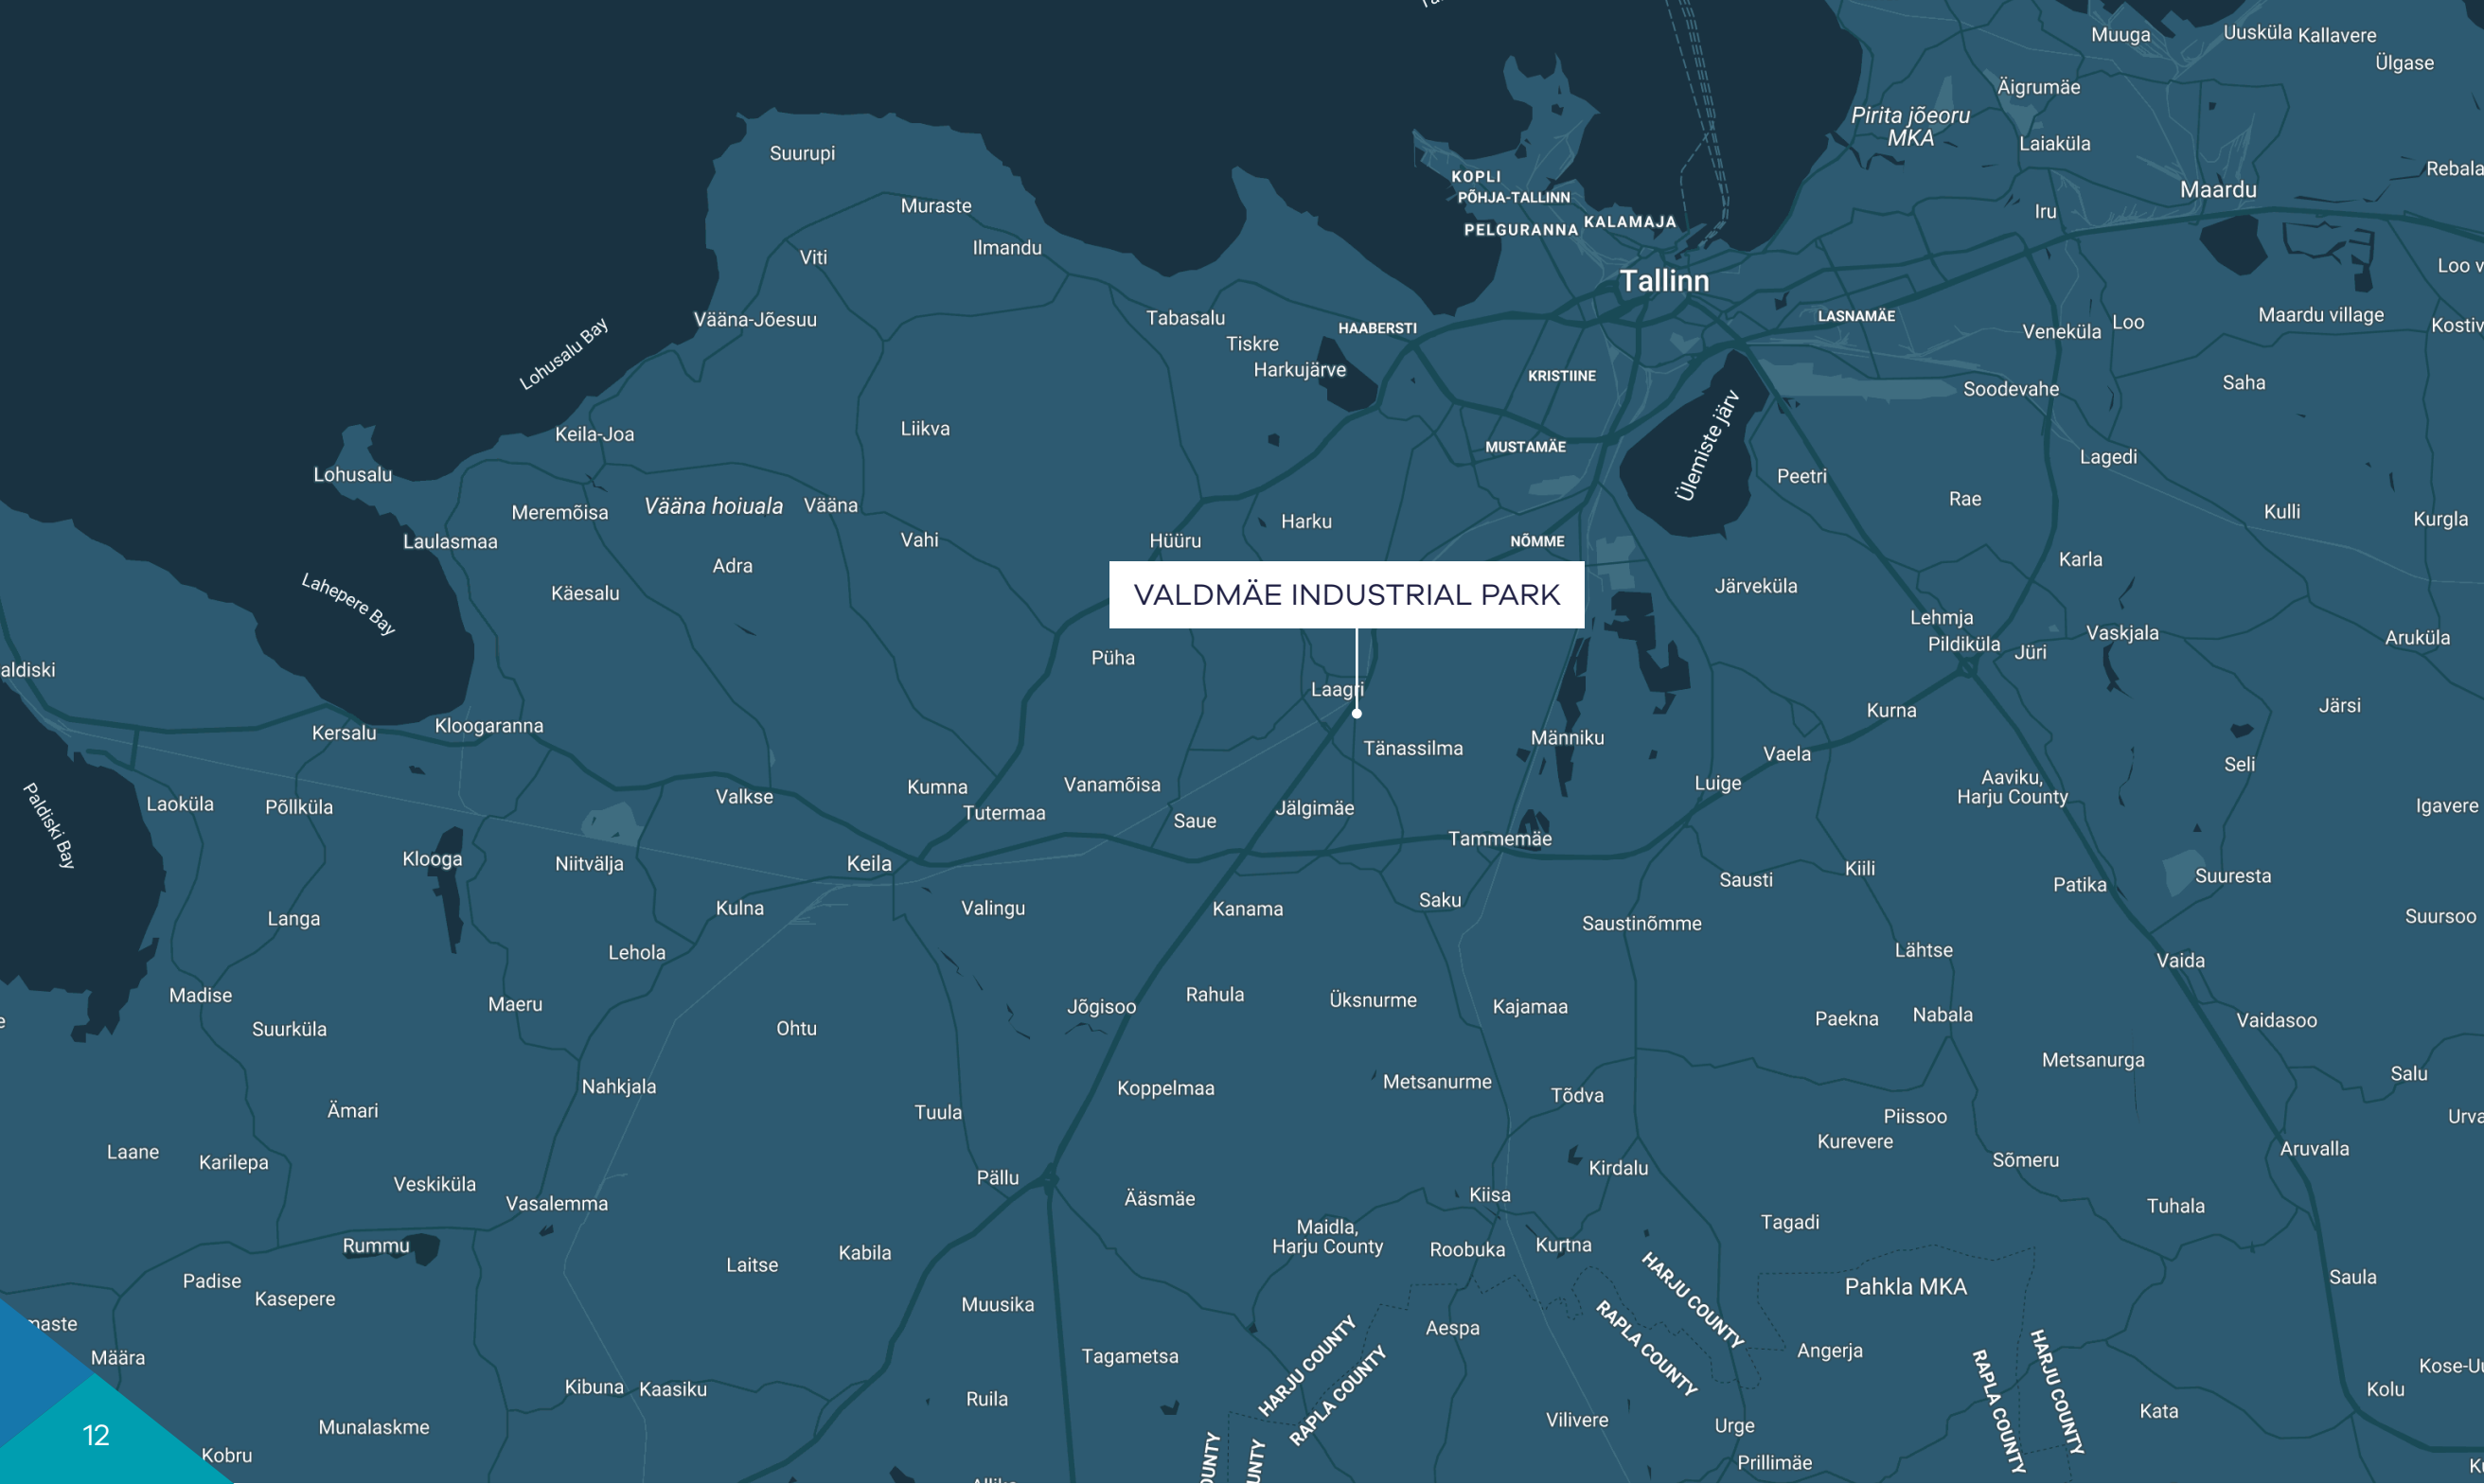 Muuga
Uusküla
Kallavere
Ülgase
Äigrumäe
Pirita jõeoru
MKA
Laiaküla
Suurupi
Rebala
KOPLI
Maardu
PÕHJA-TALLINN
Muraste
Iru
KALAMAJA
PELGURANNA
Ilmandu
Viti
Loo v
Tallinn
Vääna-Jõesuu
Tabasalu
HAABERSTI
LASNAMÄE
Veneküla
Loo
Maardu village
Kostiv
Tiskre
Lohusalu Bay
Harkujärve
KRISTIINE
Soodevahe
Saha
Keila-Joa
Liikva
MUSTAMÄE
Ülemiste järv
Lagedi
Lohusalu
Peetri
Meremõisa
Vääna hoiuala
Vääna
Rae
Harku
Kulli
Kurgla
Laulasmaa
Vahi
Hüüru
NÕMME
Adra
Karla
Käesalu
Järveküla
Lahepere Bay
VALDMÄE INDUSTRIAL PARK
Lehmja
Vaskjala
Aruküla
Pildiküla
Jüri
Püha
aldiski
Laagri
Kurna
Järsi
Kersalu
Kloogaranna
Tänassilma
Männiku
Vaela
Seli
Luige
Aaviku,
Harju County
Kumna
Vanamõisa
Valkse
Laoküla
Põllküla
Tutermaa
Jälgimäe
Igavere
Saue
Paldiski Bay
Tammemäe
Klooga
Niitvälja
Keila
Kiili
Sausti
Suuresta
Patika
Saku
Kulna
Valingu
Kanama
Langa
Saustinõmme
Suursoo
Lehola
Lähtse
Vaida
Madise
Maeru
Jõgisoo
Rahula
Üksnurme
Kajamaa
e
Suurküla
Ohtu
Paekna
Nabala
Vaidasoo
Metsanurga
Salu
Nahkjala
Koppelmaa
Metsanurme
Tõdva
Ämari
Tuula
Piissoo
Urva
Kurevere
Laane
Karilepa
Aruvalla
Sõmeru
Kirdalu
Veskiküla
Pällu
Vasalemma
Ääsmäe
Kiisa
Tuhala
Maidla,
Harju County
Tagadi
Rummu
Laitse
Kabila
Roobuka
Kurtna
Padise
Kasepere
HARJU COUNTY
RAPLA COUNTY
Pahkla MKA
Saula
Muusika
maste
Aespa
Määra
Tagametsa
HARJU COUNTY
RAPLA COUNTY
Angerja
HARJU COUNTY
RAPLA COUNTY
Kose-Uu
Kibuna
Kaasiku
Ruila
Kolu
Kata
Munalaskme
Vilivere
Urge
12
Kobru
OUNTY
UNTY
Prillimäe